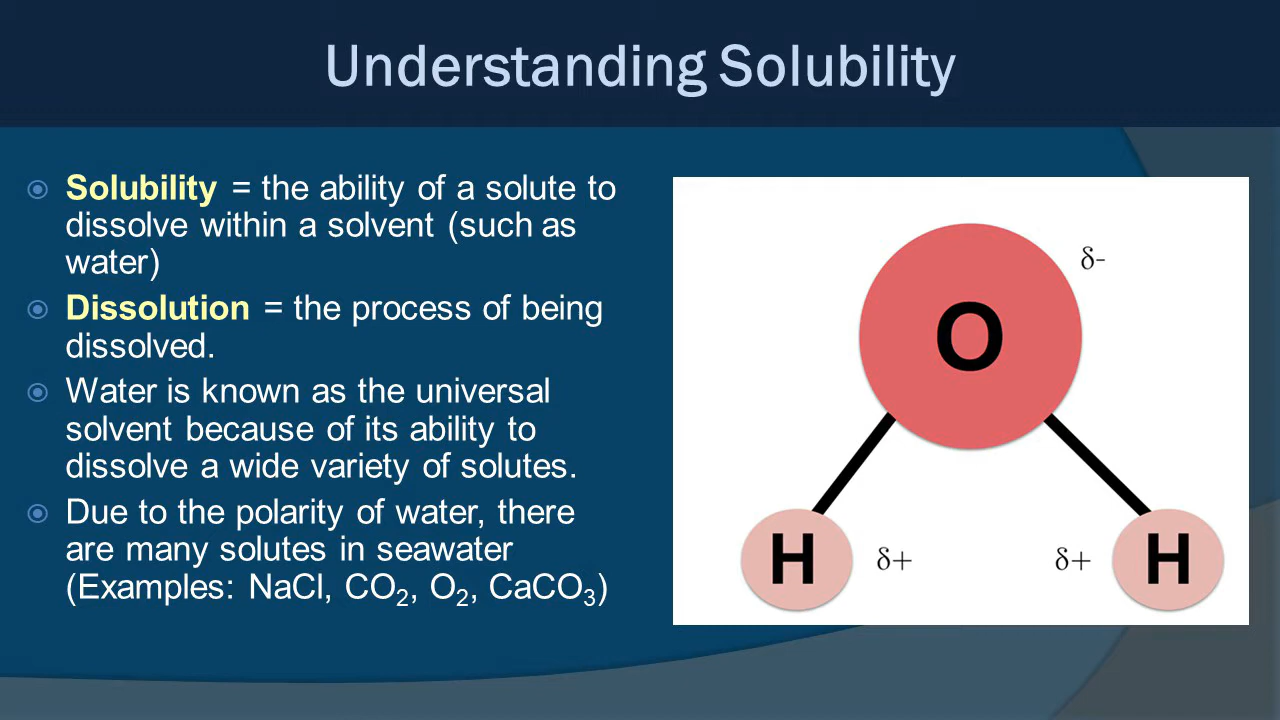 Understanding Solubility
Solubility = the ability of a solute to
dissolve within a solvent (such as
water)
Dissolution = the process of being
dissolved.
Water is known as the universal
solvent because of its ability to
dissolve a wide variety of solutes.
Due to the polarity of water, there
are many solutes in seawater
(Examples: NaCl, CO₂, O₂, CaCO₃)
δ-
O
H δ+ δ+ H